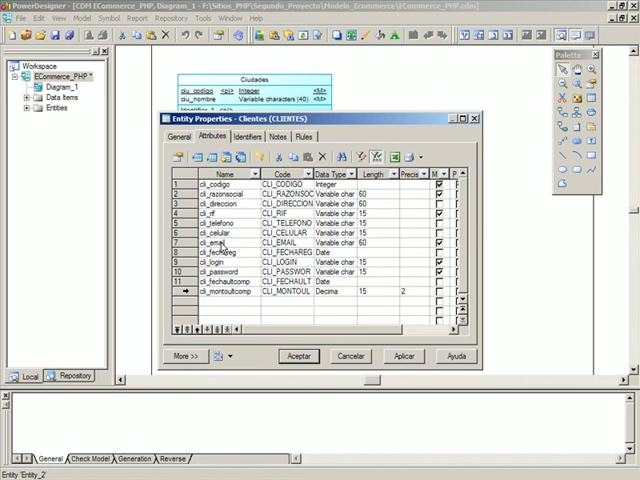 PowerDesigner - [CDM ECommerce_PHP, Diagram_1 - F:\Sitios_PHP\Segundo_Proyecto\Modelo_Ecommerce\ECommerce_PHP.cdm]
File Edit View Model Symbol Report Repository Tools Window Help
Workspace
ECommerce_PHP *
Diagram_1
Data Items
Entities
Local Repository
Palette
Ciudades
ciu_codigo <pi> Integer <M>
ciu_nombre Variable characters (40) <M>
Identifier_1 <pi>
Entity Properties - Clientes (CLIENTES)
General Attributes Identifiers Notes Rules
Name Code Data Type Length Precis M P
1 cli_codigo CLI_CODIGO Integer
2 cli_razonsocial CLI_RAZONSOC Variable char 60
3 cli_direccion CLI_DIRECCION Variable char 60
4 cli_rif CLI_RIF Variable char 15
5 cli_telefono CLI_TELEFONO Variable char 15
6 cli_celular CLI_CELULAR Variable char 15
7 cli_email CLI_EMAIL Variable char 60
8 cli_fechareg CLI_FECHAREG Date
9 cli_login CLI_LOGIN Variable char 15
10 cli_password CLI_PASSWOR Variable char 15
11 cli_fechaultcomp CLI_FECHAULT Date
cli_montoultcomp CLI_MONTOUL Decima 15 2
More >> Aceptar Cancelar Aplicar Ayuda
General Check Model Generation Reverse
Entity 'Entity_2'